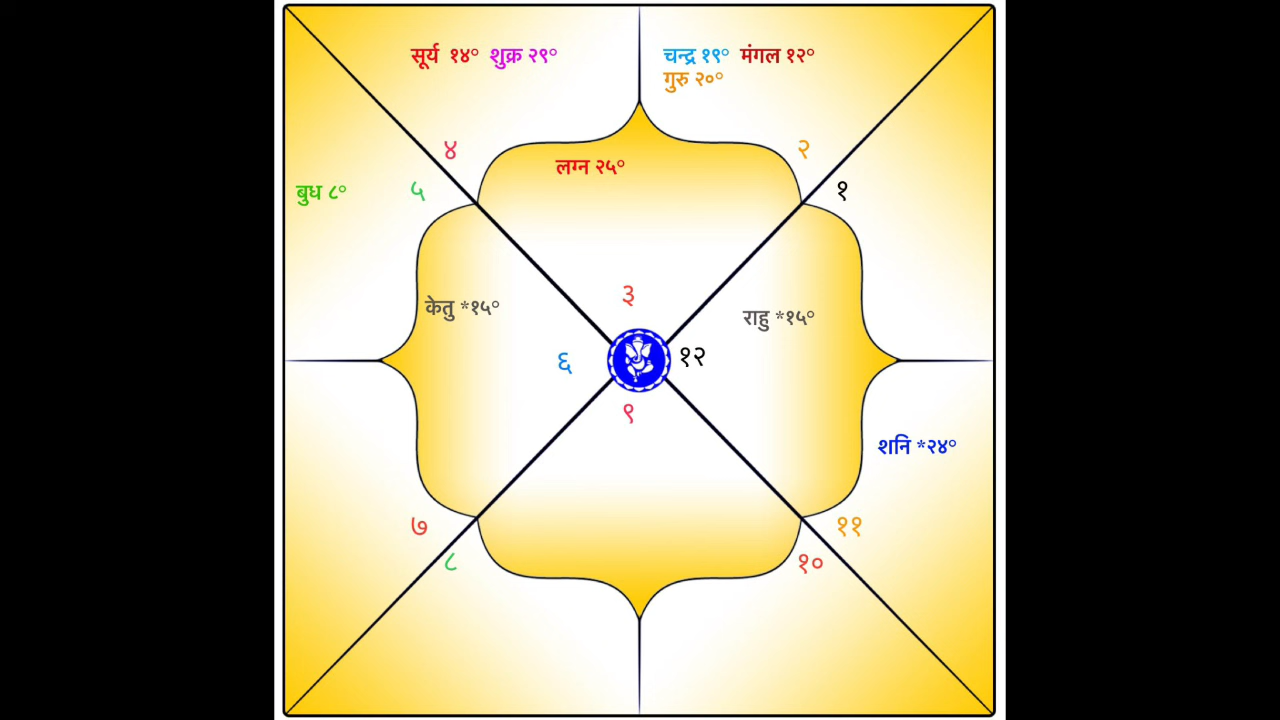 सूर्य १४° शुक्र २९°
चन्द्र १९° मंगल १२°
गुरु २०°
४
लग्न २५°
२
बुध ८°
५
१
केतु *१५°
३
राहु *१५°
६
१२
९
शनि *२४°
७
११
८
१०